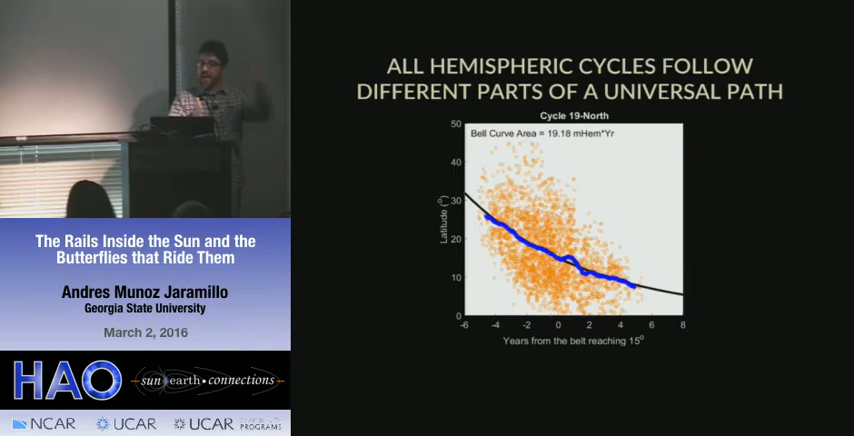 The Rails Inside the Sun and the
Butterflies that Ride Them
Andres Munoz Jaramillo
Georgia State University
March 2, 2016
HAO
sun earth • connections
NCAR
UCAR
UCAR
PROGRAMS
ALL HEMISPHERIC CYCLES FOLLOW
DIFFERENT PARTS OF A UNIVERSAL PATH
Cycle 19-North
Bell Curve Area = 19.18 mHem*Yr
50
40
30
20
10
0
Latitude (°)
-6 -4 -2 0 2 4 6 8
Years from the belt reaching 15°